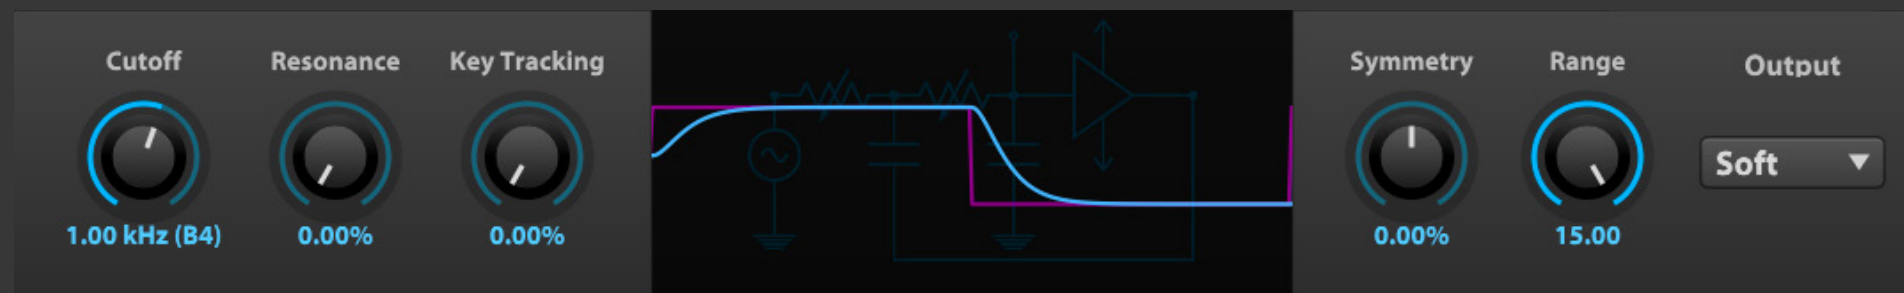 Cutoff
Resonance
Key Tracking
Symmetry
Range
Output
Soft
1.00 kHz (B4)
0.00%
0.00%
0.00%
15.00